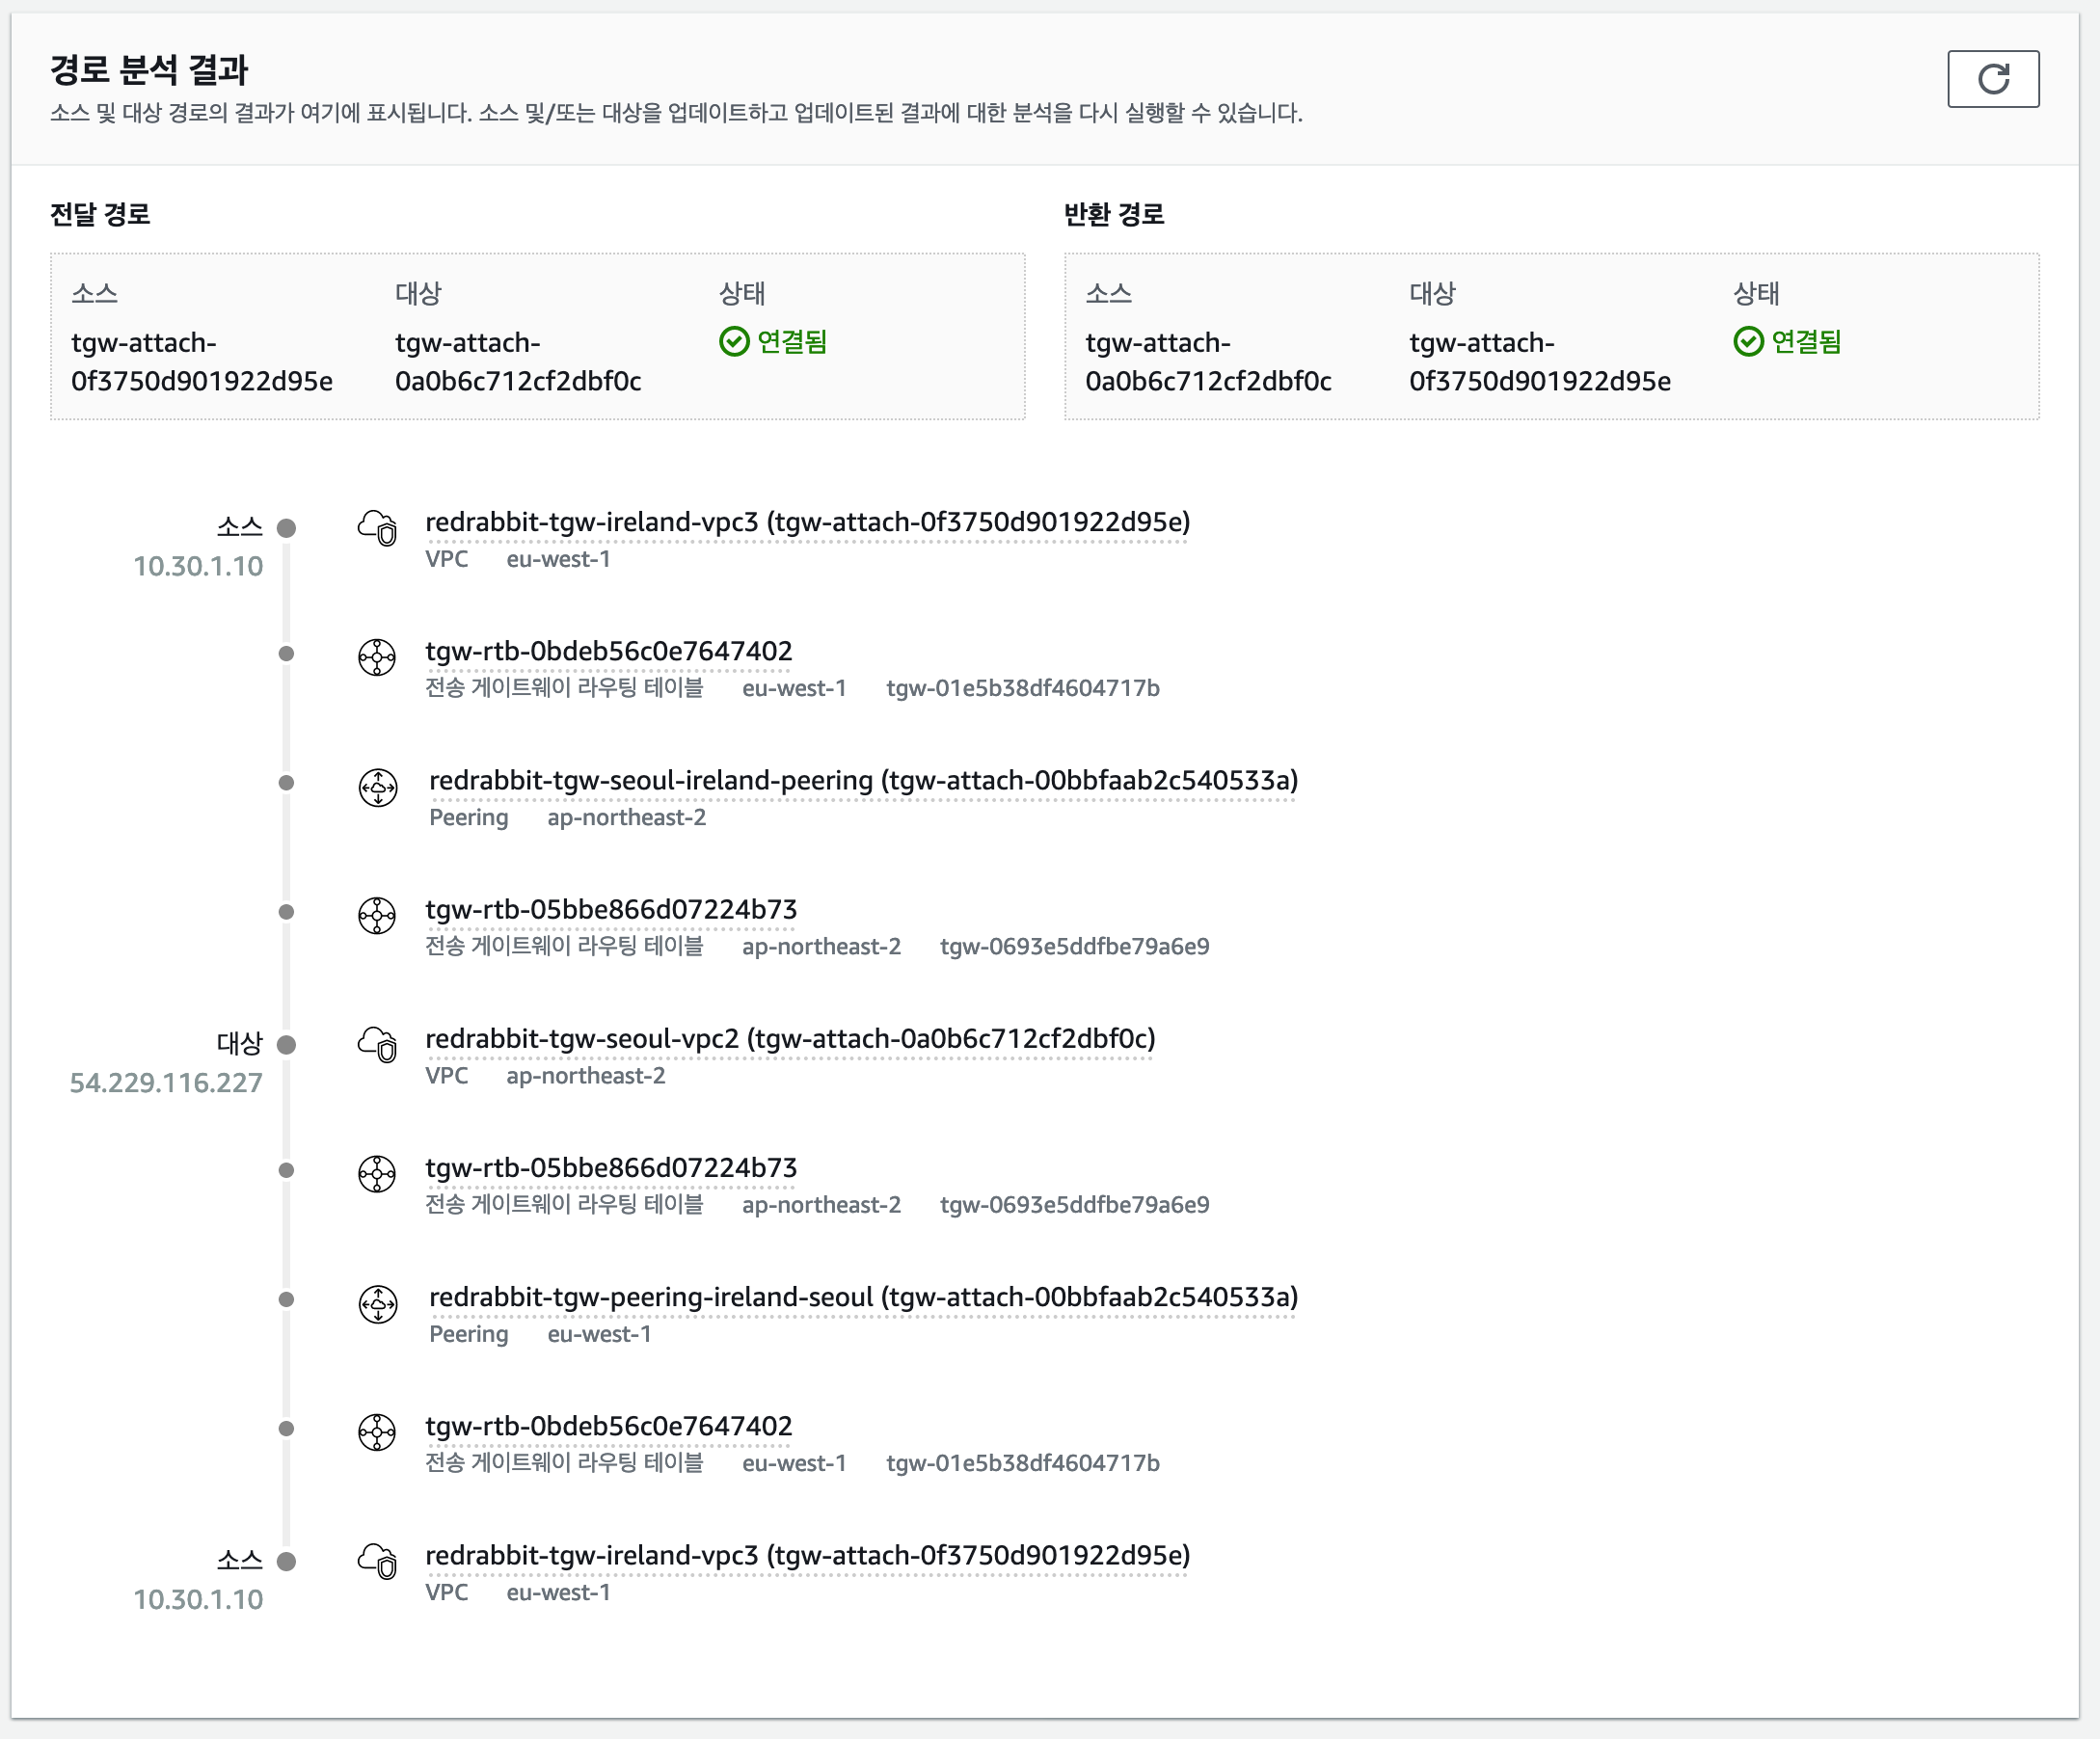 경로 분석 결과
소스 및 대상 경로의 결과가 여기에 표시됩니다. 소스 및/또는 대상을 업데이트하고 업데이트된 결과에 대한 분석을 다시 실행할 수 있습니다.
전달 경로
소스 대상 상태
tgw-attach- tgw-attach- 연결됨
0f3750d901922d95e 0a0b6c712cf2dbf0c
반환 경로
소스 대상 상태
tgw-attach- tgw-attach- 연결됨
0a0b6c712cf2dbf0c 0f3750d901922d95e
소스 redrabbit-tgw-ireland-vpc3 (tgw-attach-0f3750d901922d95e)
10.30.1.10 VPC eu-west-1
tgw-rtb-0bdeb56c0e7647402
전송 게이트웨이 라우팅 테이블 eu-west-1 tgw-01e5b38df4604717b
redrabbit-tgw-seoul-ireland-peering (tgw-attach-00bbfaab2c540533a)
Peering ap-northeast-2
tgw-rtb-05bbe866d07224b73
전송 게이트웨이 라우팅 테이블 ap-northeast-2 tgw-0693e5ddfbe79a6e9
대상 redrabbit-tgw-seoul-vpc2 (tgw-attach-0a0b6c712cf2dbf0c)
54.229.116.227 VPC ap-northeast-2
tgw-rtb-05bbe866d07224b73
전송 게이트웨이 라우팅 테이블 ap-northeast-2 tgw-0693e5ddfbe79a6e9
redrabbit-tgw-peering-ireland-seoul (tgw-attach-00bbfaab2c540533a)
Peering eu-west-1
tgw-rtb-0bdeb56c0e7647402
전송 게이트웨이 라우팅 테이블 eu-west-1 tgw-01e5b38df4604717b
소스 redrabbit-tgw-ireland-vpc3 (tgw-attach-0f3750d901922d95e)
10.30.1.10 VPC eu-west-1